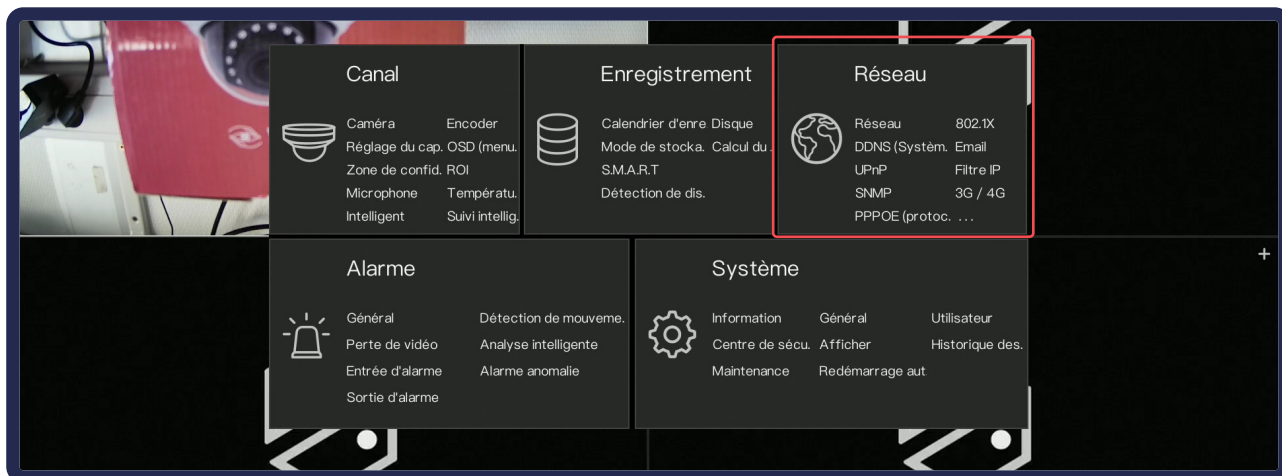 Canal
Caméra Encoder
Réglage du cap. OSD (menu.
Zone de confid. ROI
Microphone Températu.
Intelligent Suivi intellig.
Enregistrement
Calendrier d'enre Disque
Mode de stocka. Calcul du .
S.M.A.R.T
Détection de dis.
Réseau
Réseau 802.1X
DDNS (Systèm. Email
UPnP Filtre IP
SNMP 3G / 4G
PPPOE (protoc. ...
Alarme
Général Détection de mouveme.
Perte de vidéo Analyse intelligente
Entrée d'alarme Alarme anomalie
Sortie d'alarme
Système
Information Général Utilisateur
Centre de sécu. Afficher Historique des.
Maintenance Redémarrage aut.